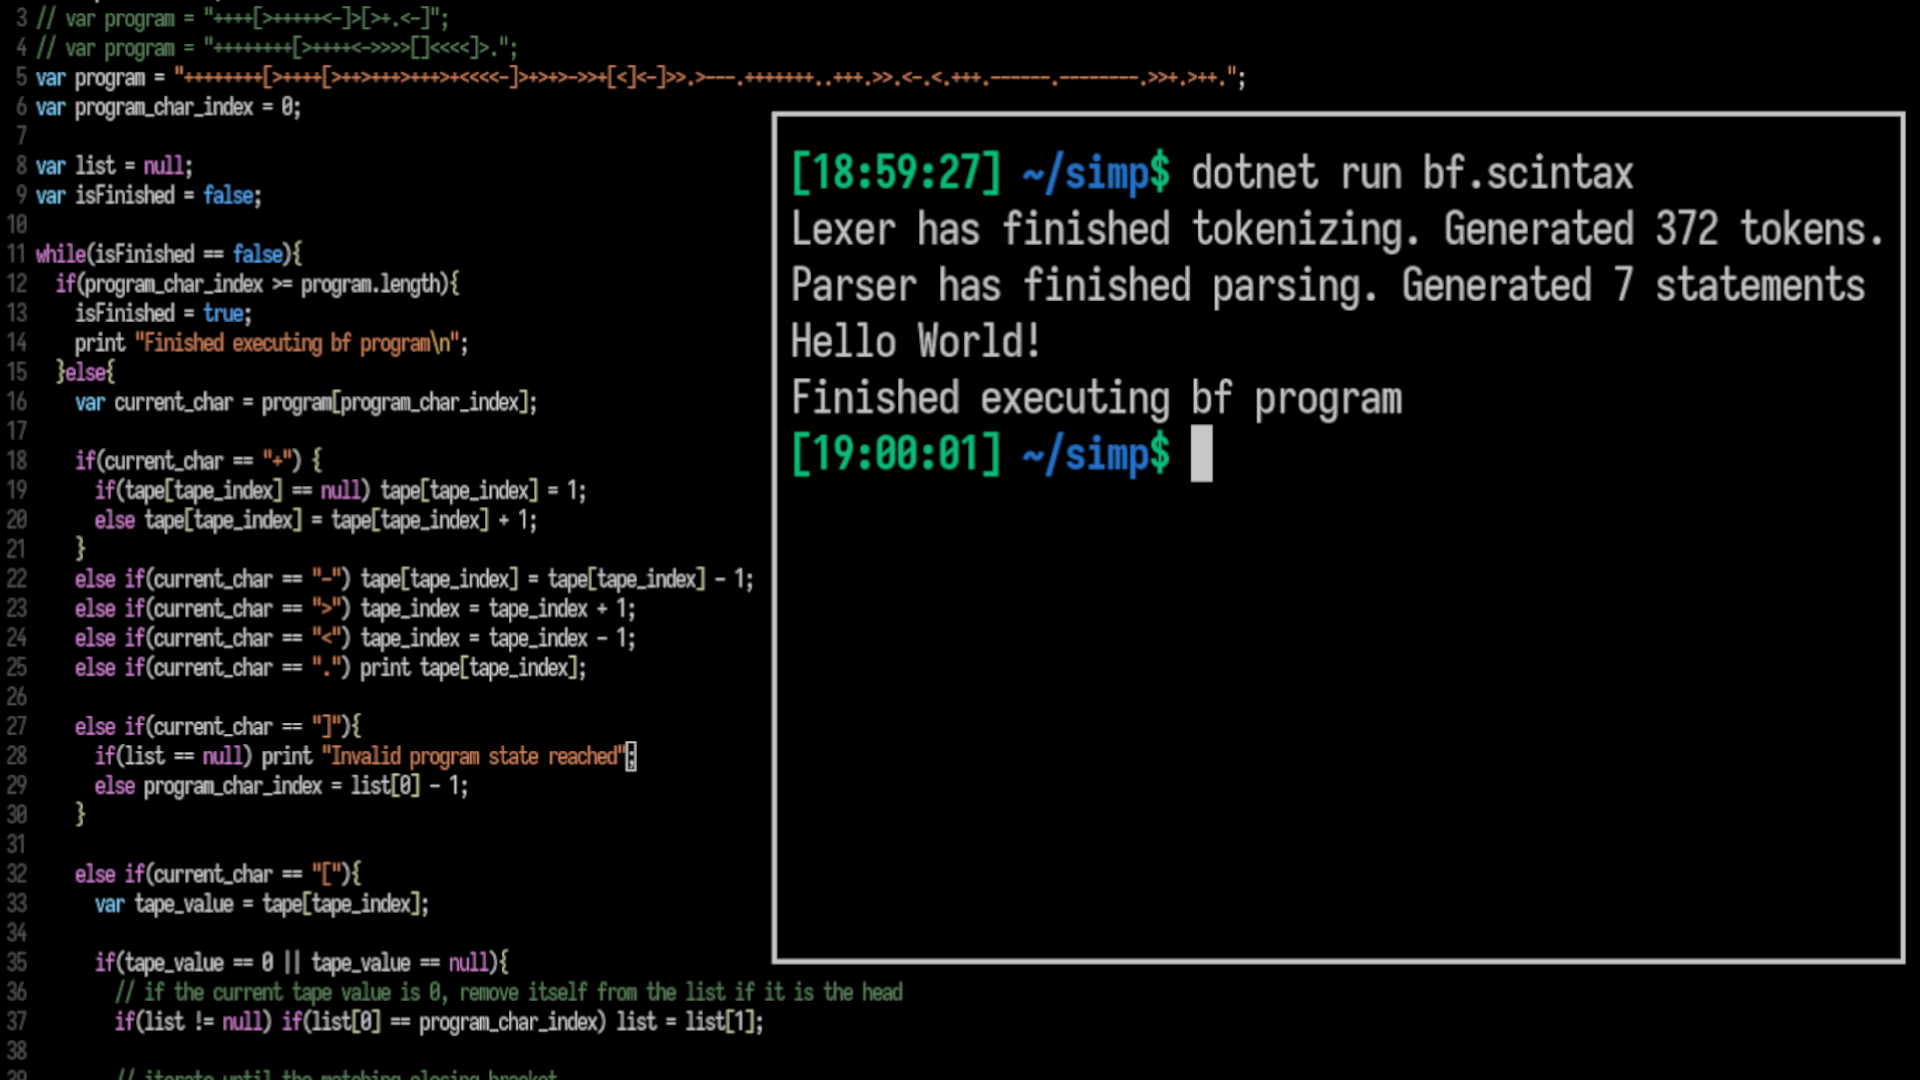 3 // var program = "++++[>+++++<-]>[>+.<-]";
4 // var program = "++++++++[>++++<->>>>[]<<<<]>.";
5 var program = "++++++++[>++++[>++>+++>+++>+<<<<-]>+>+>->>+[<]<-]>>.>---.+++++++..+++.>>.<-.<.+++.------.--------.>>+.>++.";
6 var program_char_index = 0;
7
8 var list = null;
9 var isFinished = false;
10
11 while(isFinished == false){
12 if(program_char_index >= program.length){
13 isFinished = true;
14 print "Finished executing bf program\n";
15 }else{
16 var current_char = program[program_char_index];
17
18 if(current_char == "+") {
19 if(tape[tape_index] == null) tape[tape_index] = 1;
20 else tape[tape_index] = tape[tape_index] + 1;
21 }
22 else if(current_char == "-") tape[tape_index] = tape[tape_index] - 1;
23 else if(current_char == ">") tape_index = tape_index + 1;
24 else if(current_char == "<") tape_index = tape_index - 1;
25 else if(current_char == ".") print tape[tape_index];
26
27 else if(current_char == "]"){
28 if(list == null) print "Invalid program state reached";
29 else program_char_index = list[0] - 1;
30 }
31
32 else if(current_char == "["){
33 var tape_value = tape[tape_index];
34
35 if(tape_value == 0 || tape_value == null){
36 // if the current tape value is 0, remove itself from the list if it is the head
37 if(list != null) if(list[0] == program_char_index) list = list[1];
38
39 // iterate until the matching closing bracket
[18:59:27] ~/simp$ dotnet run bf.scintax
Lexer has finished tokenizing. Generated 372 tokens.
Parser has finished parsing. Generated 7 statements
Hello World!
Finished executing bf program
[19:00:01] ~/simp$